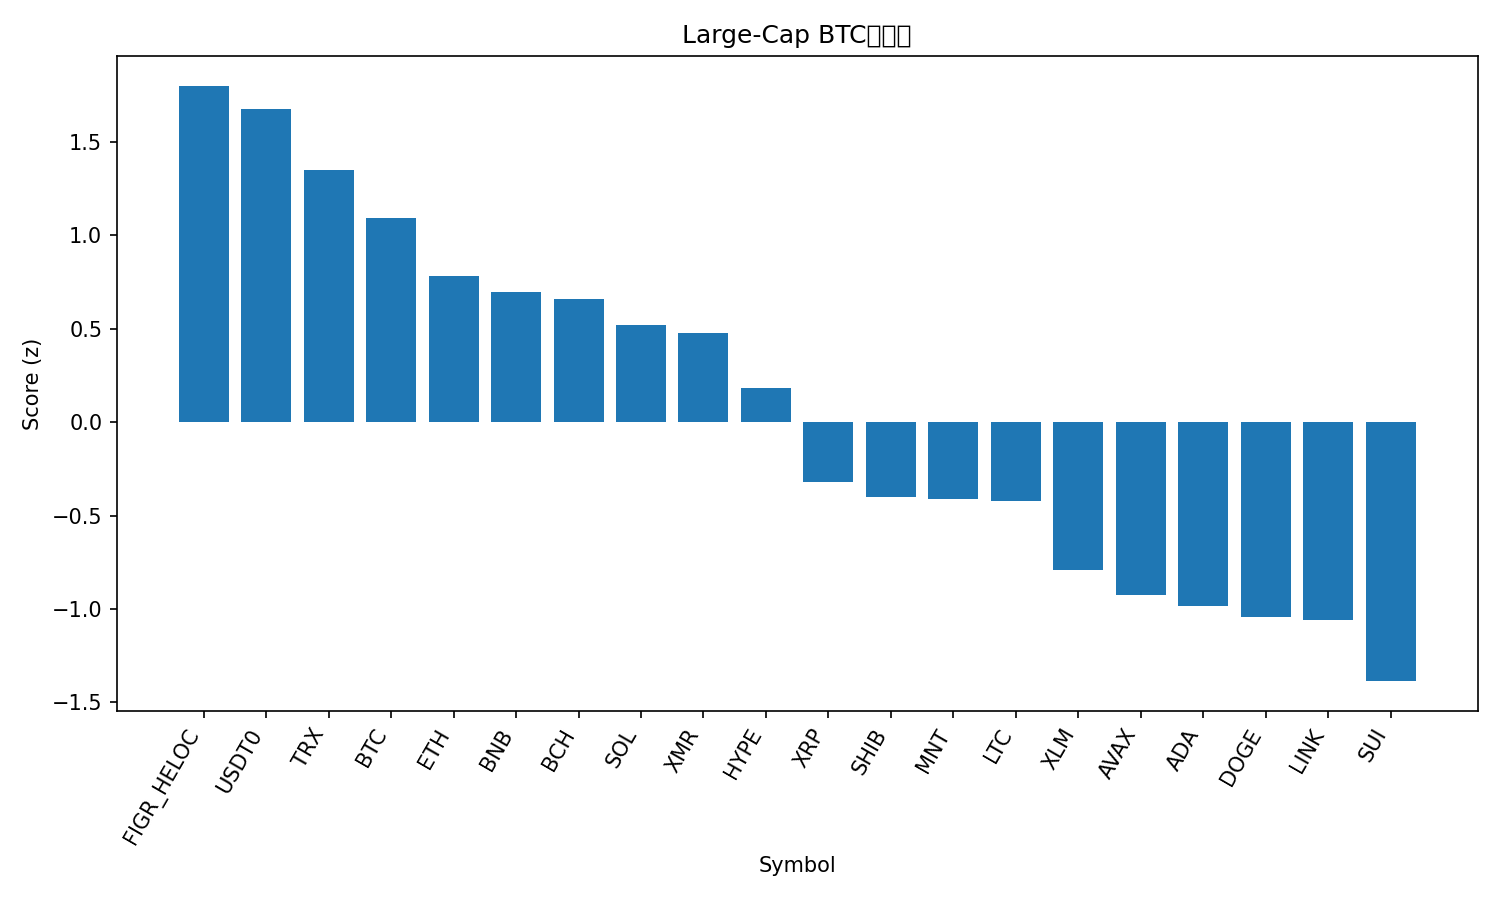 Large-Cap BTC
1.5
1.0
0.5
0.0
−0.5
−1.0
−1.5
Score (z)
FIGR_HELOC
USDT0
TRX
BTC
ETH
BNB
BCH
SOL
XMR
HYPE
XRP
SHIB
MNT
LTC
XLM
AVAX
ADA
DOGE
LINK
SUI
Symbol